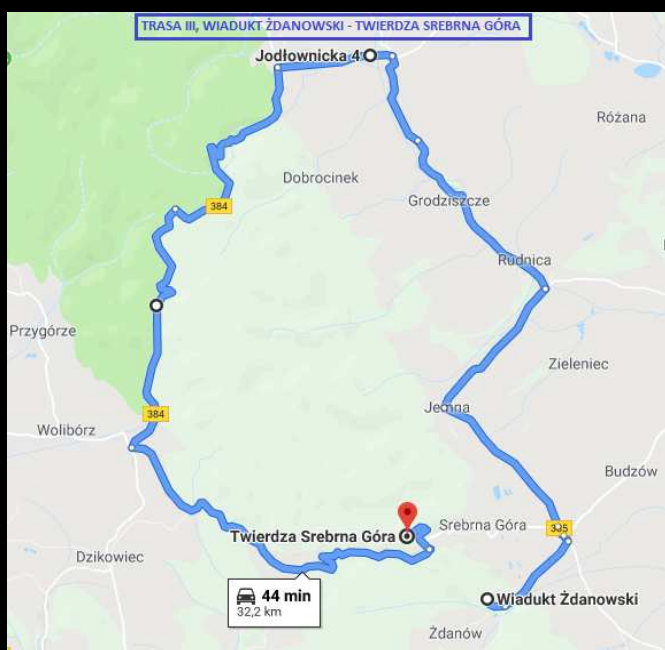 TRASA III, WIADUKT ŻDANOWSKI - TWIERDZA SREBRNA GÓRA
Jodłownicka 4
Różana
Dobrocinek
Grodziszcze
384
Rudnica
Przygórze
Zieleniec
384
Jemna
Wolibórz
Budzów
Srebrna Góra
Twierdza Srebrna Góra
Dzikowiec
44 min
32,2 km
Wiadukt Żdanowski
Żdanów